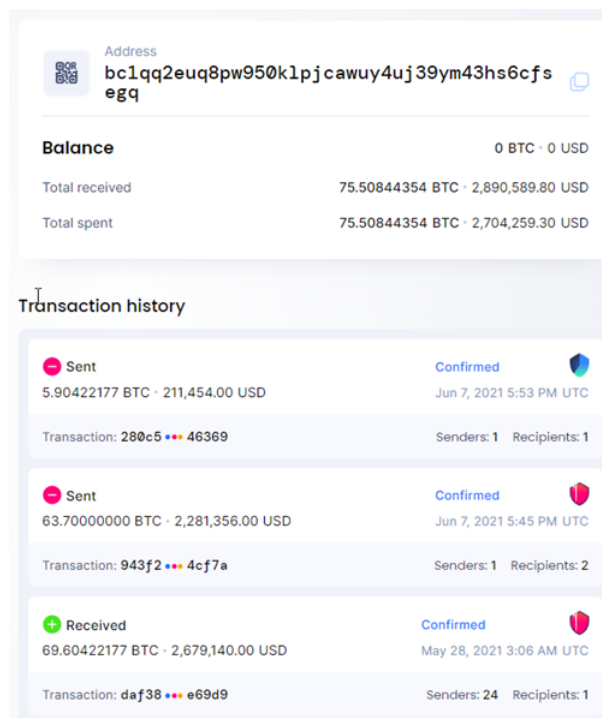 Address
bc1qq2euq8pw950klpjcawuy4uj39ym43hs6cfs
egq
Balance
0 BTC · 0 USD
Total received
75.50844354 BTC · 2,890,589.80 USD
Total spent
75.50844354 BTC · 2,704,259.30 USD
Transaction history
Sent
Confirmed
5.90422177 BTC · 211,454.00 USD
Jun 7, 2021 5:53 PM UTC
Transaction: 280c5 ••• 46369
Senders: 1 Recipients: 1
Sent
Confirmed
63.70000000 BTC · 2,281,356.00 USD
Jun 7, 2021 5:45 PM UTC
Transaction: 943f2 ••• 4cf7a
Senders: 1 Recipients: 2
Received
Confirmed
69.60422177 BTC · 2,679,140.00 USD
May 28, 2021 3:06 AM UTC
Transaction: daf38 ••• e69d9
Senders: 24 Recipients: 1